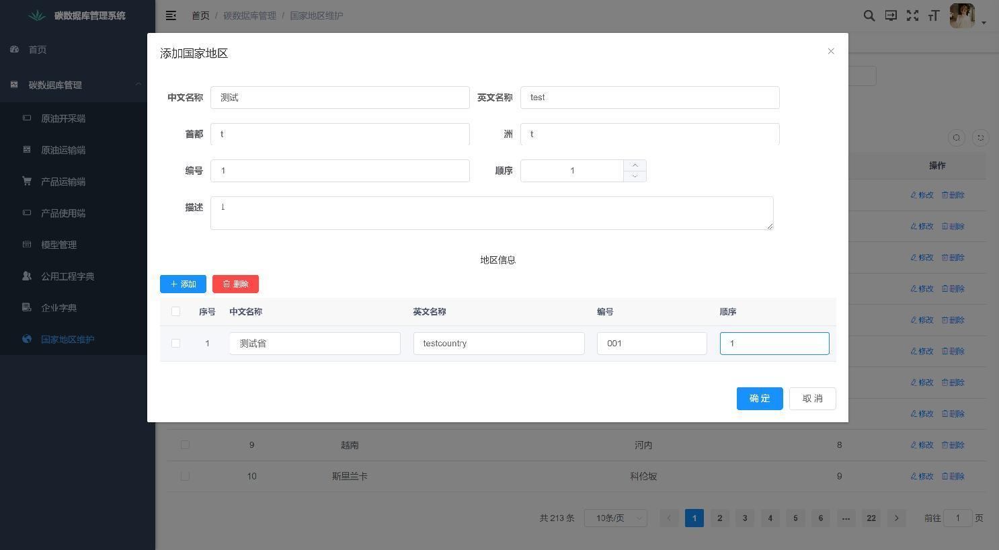 碳数据库管理系统
首页 / 碳数据库管理 / 国家地区维护
首页
碳数据库管理
原油开采端
原油运输端
产品运输端
产品使用端
模型管理
公用工程字典
企业字典
国家地区维护
添加国家地区
中文名称 测试 英文名称 test
首都 t 洲 t
编号 1 顺序 1
描述 1
地区信息
添加 删除
序号 中文名称 英文名称 编号 顺序
1 测试省 testcountry 001 1
确 定 取 消
操作
修改 删除
修改 删除
修改 删除
修改 删除
修改 删除
修改 删除
修改 删除
修改 删除
9 越南 河内 8 修改 删除
10 斯里兰卡 科伦坡 9 修改 删除
共 213 条 10条/页 1 2 3 4 5 6 ... 22 前往 1 页